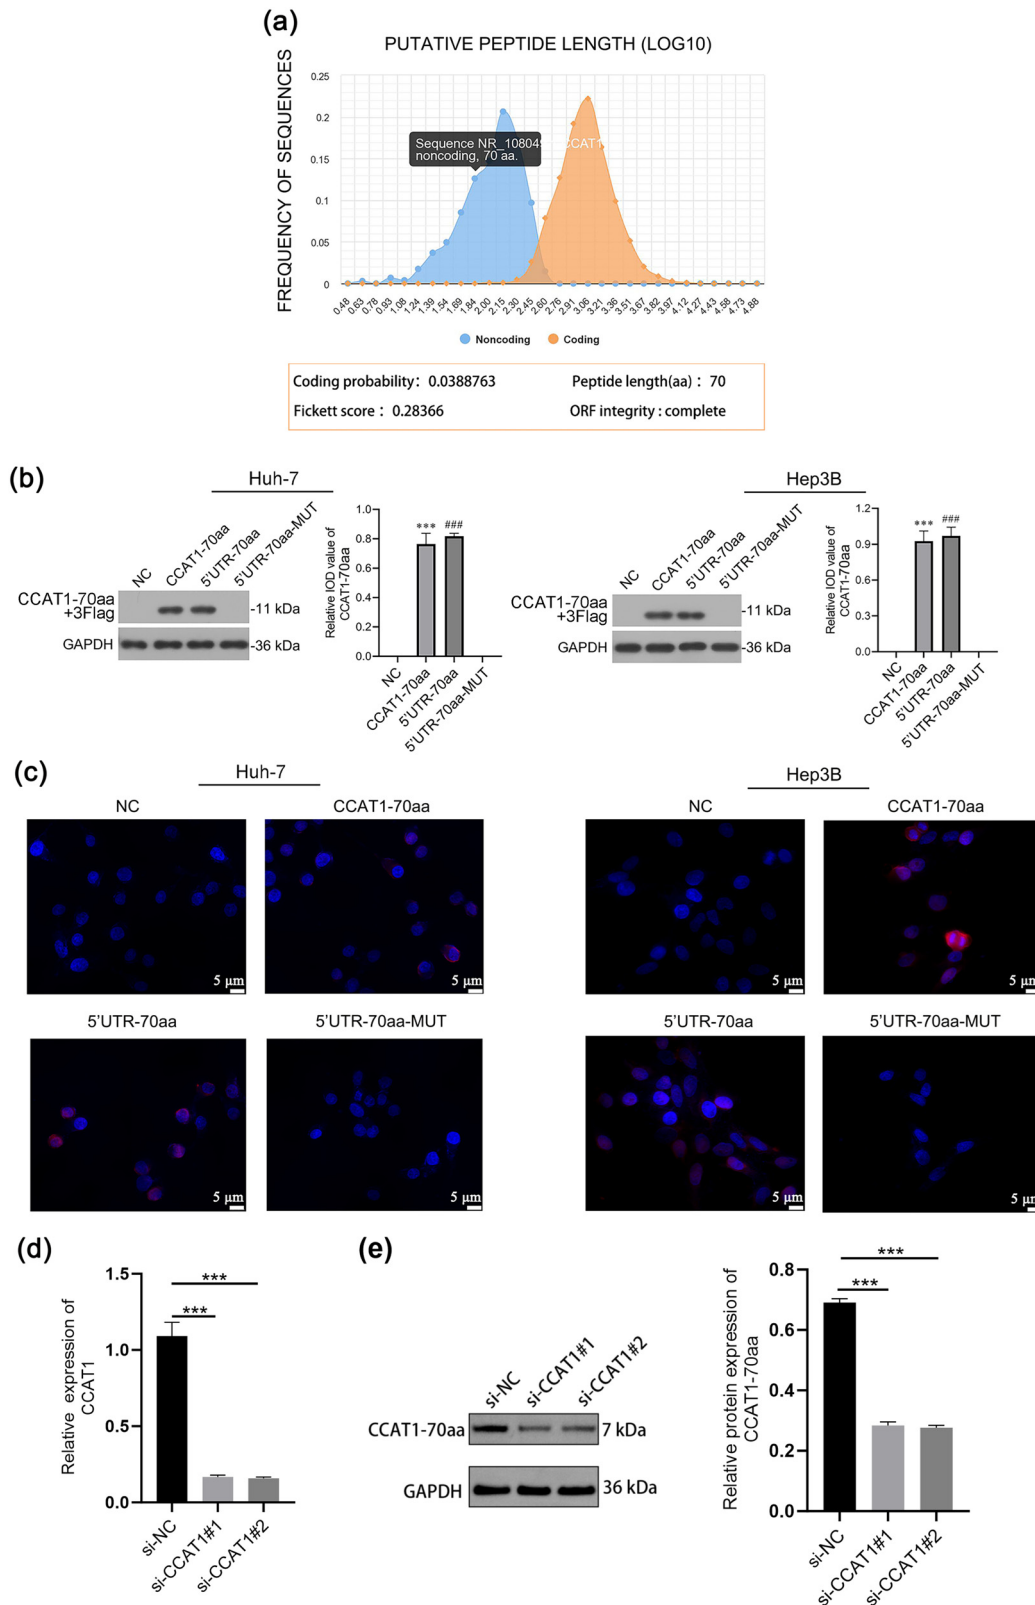 (a)
PUTATIVE PEPTIDE LENGTH (LOG10)
FREQUENCY OF SEQUENCES
0.25
0.2
0.15
0.1
0.05
0
Sequence NR_10804 CCAT1
noncoding, 70 aa.
0.48 0.63 0.78 0.93 1.08 1.24 1.39 1.54 1.69 1.84 2.00 2.15 2.30 2.45 2.60 2.76 2.91 3.06 3.21 3.36 3.51 3.67 3.82 3.97 4.12 4.27 4.43 4.58 4.73 4.88
Noncoding Coding
Coding probability: 0.0388763 Peptide length(aa) : 70
Fickett score : 0.28366 ORF integrity : complete
(b)
Huh-7
NC CCAT1-70aa 5'UTR-70aa 5'UTR-70aa-MUT
CCAT1-70aa
+3Flag
-11 kDa
GAPDH
-36 kDa
Relative IOD value of
CCAT1-70aa
1.0
0.8
0.6
0.4
0.2
0.0
*** ###
NC CCAT1-70aa 5'UTR-70aa 5'UTR-70aa-MUT
Hep3B
NC CCAT1-70aa 5'UTR-70aa 5'UTR-70aa-MUT
CCAT1-70aa
+3Flag
-11 kDa
GAPDH
-36 kDa
Relative IOD value of
CCAT1-70aa
1.2
0.9
0.6
0.3
0.0
*** ###
NC CCAT1-70aa 5'UTR-70aa 5'UTR-70aa-MUT
(c)
Huh-7
Hep3B
NC CCAT1-70aa NC CCAT1-70aa
5 μm 5 μm 5 μm 5 μm
5'UTR-70aa 5'UTR-70aa-MUT 5'UTR-70aa 5'UTR-70aa-MUT
5 μm 5 μm 5 μm 5 μm
(d)
Relative expression of
CCAT1
1.5
1.0
0.5
0.0
***
***
si-NC si-CCAT1#1 si-CCAT1#2
(e)
si-NC si-CCAT1#1 si-CCAT1#2
CCAT1-70aa 7 kDa
GAPDH 36 kDa
Relative protein expression of
CCAT1-70aa
0.8
0.6
0.4
0.2
0.0
***
***
si-NC si-CCAT1#1 si-CCAT1#2